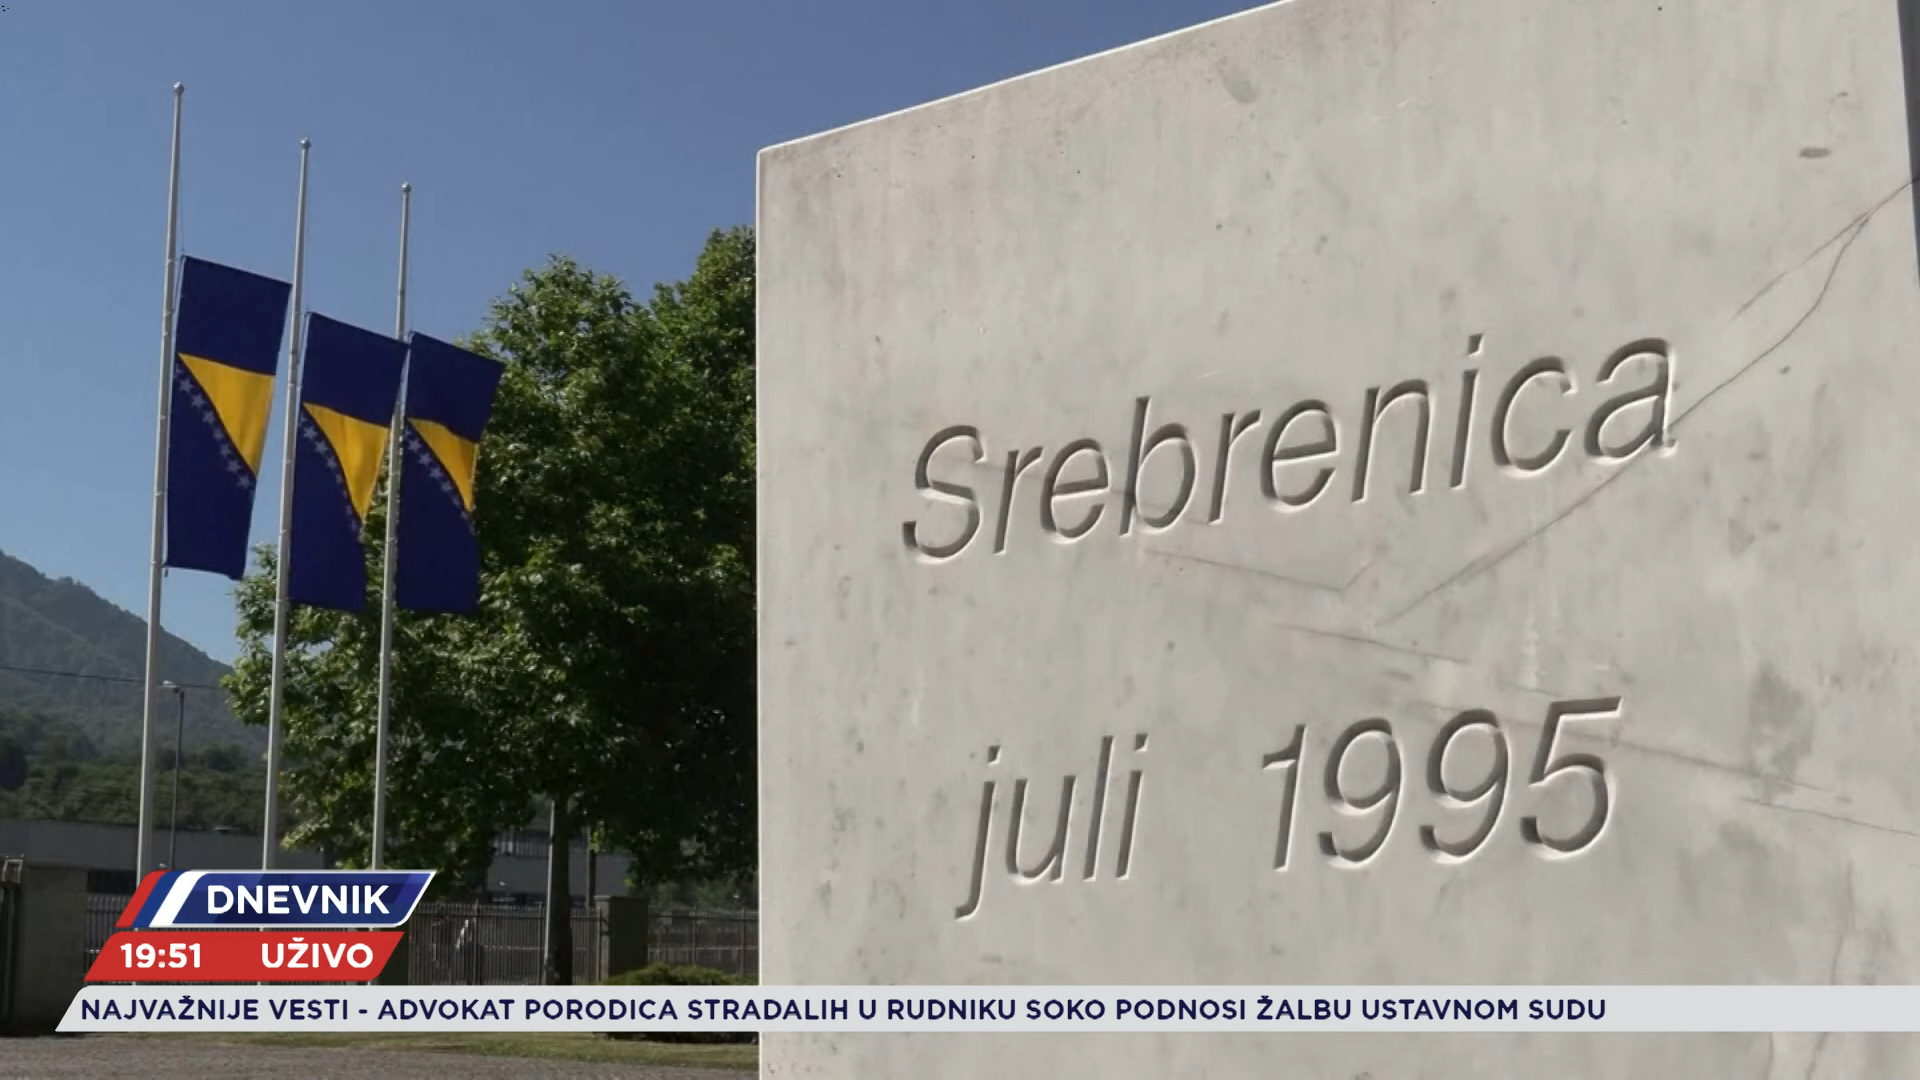 Srebrenica
juli 1995
DNEVNIK
19:51 UŽIVO
NAJVAŽNIJE VESTI - ADVOKAT PORODICA STRADALIH U RUDNIKU SOKO PODNOSI ŽALBU USTAVNOM SUDU